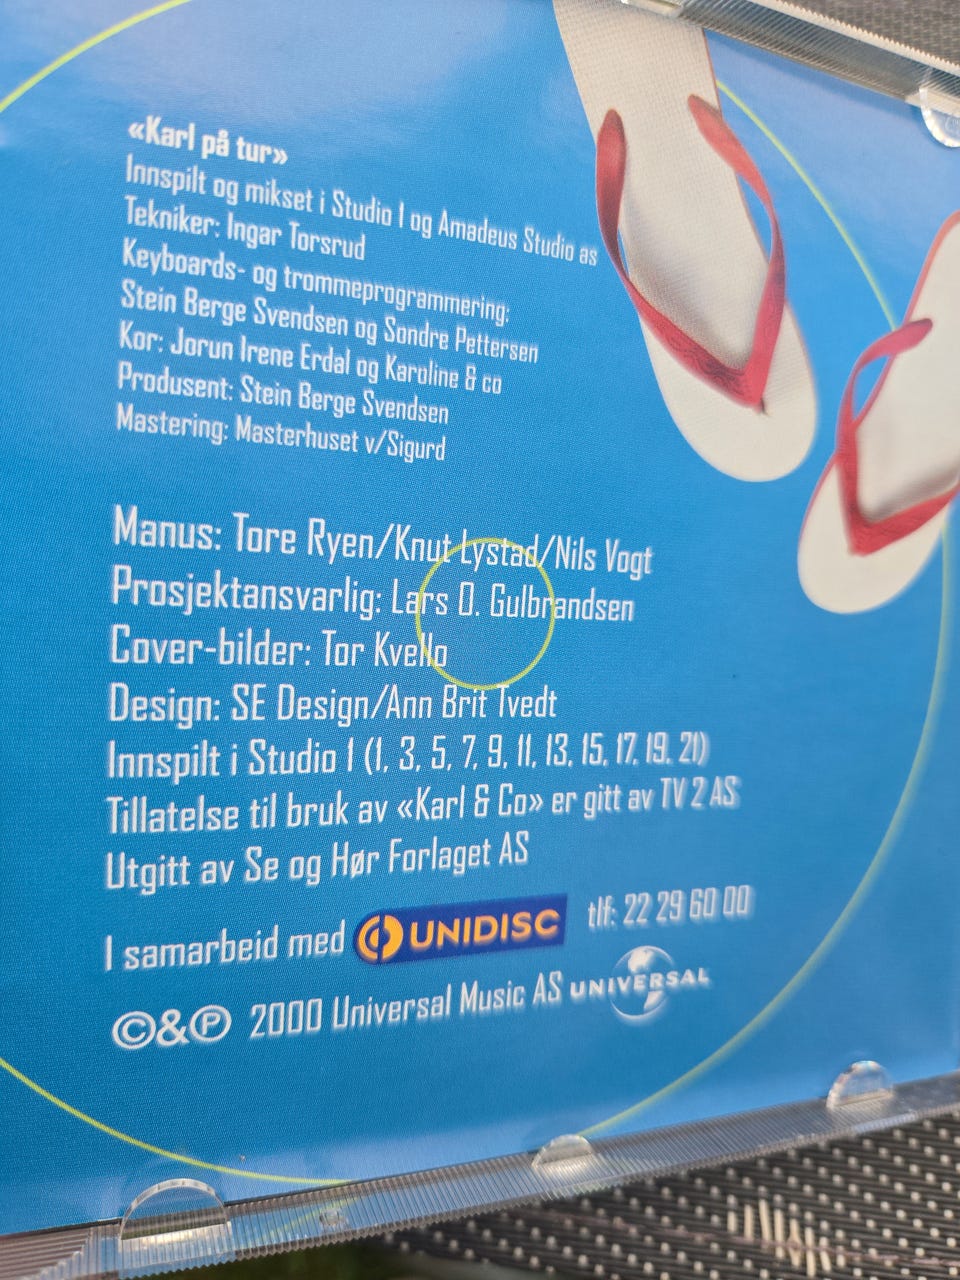 «Karl på tur»
Innspilt og mikset i Studio 1 og Amadeus Studio as
Tekniker: Ingar Torsrud
Keyboards- og trommeprogrammering:
Stein Berge Svendsen og Sondre Pettersen
Kor: Jorun Irene Erdal og Karoline & co
Produsent: Stein Berge Svendsen
Mastering: Masterhuset v/Sigurd
Manus: Tore Ryen/Knut Lystad/Nils Vogt
Prosjektansvarlig: Lars O. Gulbrandsen
Cover-bilder: Tor Kvello
Design: SE Design/Ann Brit Tvedt
Innspilt i Studio 1 (1, 3, 5, 7, 9, 11, 13, 15, 17, 19, 21)
Tillatelse til bruk av «Karl & Co» er gitt av TV 2 AS
Utgitt av Se og Hør Forlaget AS
I samarbeid med UNIDISC tlf: 22 29 60 00
©&℗ 2000 Universal Music AS UNIVERSAL